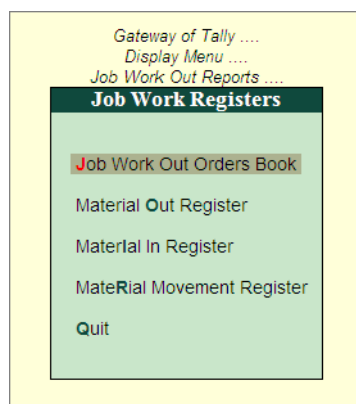 Gateway of Tally ....
Display Menu ....
Job Work Out Reports ....
Job Work Registers
Job Work Out Orders Book
Material Out Register
MaterIal In Register
MateRial Movement Register
Quit